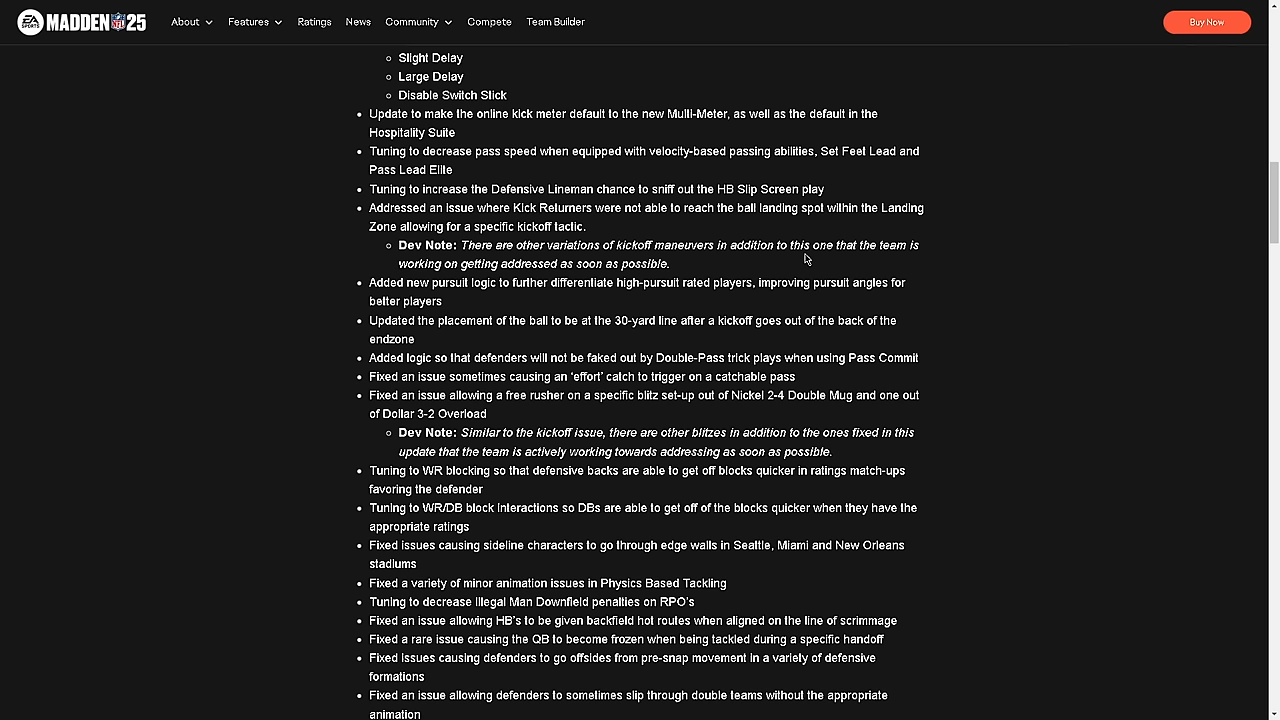 EA SPORTS MADDEN NFL 25 About Features Ratings News Community Compete Team Builder Buy Now
Slight Delay
Large Delay
Disable Switch Stick
Update to make the online kick meter default to the new Multi-Meter, as well as the default in the
Hospitality Suite
Tuning to decrease pass speed when equipped with velocity-based passing abilities, Set Feet Lead and
Pass Lead Elite
Tuning to increase the Defensive Lineman chance to sniff out the HB Slip Screen play
Addressed an issue where Kick Returners were not able to reach the ball landing spot within the Landing
Zone allowing for a specific kickoff tactic.
Dev Note: There are other variations of kickoff maneuvers in addition to this one that the team is
working on getting addressed as soon as possible.
Added new pursuit logic to further differentiate high-pursuit rated players, improving pursuit angles for
better players
Updated the placement of the ball to be at the 30-yard line after a kickoff goes out of the back of the
endzone
Added logic so that defenders will not be faked out by Double-Pass trick plays when using Pass Commit
Fixed an issue sometimes causing an ‘effort’ catch to trigger on a catchable pass
Fixed an issue allowing a free rusher on a specific blitz set-up out of Nickel 2-4 Double Mug and one out
of Dollar 3-2 Overload
Dev Note: Similar to the kickoff issue, there are other blitzes in addition to the ones fixed in this
update that the team is actively working towards addressing as soon as possible.
Tuning to WR blocking so that defensive backs are able to get off blocks quicker in ratings match-ups
favoring the defender
Tuning to WR/DB block interactions so DBs are able to get off of the blocks quicker when they have the
appropriate ratings
Fixed issues causing sideline characters to go through edge walls in Seattle, Miami and New Orleans
stadiums
Fixed a variety of minor animation issues in Physics Based Tackling
Tuning to decrease Illegal Man Downfield penalties on RPO’s
Fixed an issue allowing HB’s to be given backfield hot routes when aligned on the line of scrimmage
Fixed a rare issue causing the QB to become frozen when being tackled during a specific handoff
Fixed issues causing defenders to go offsides from pre-snap movement in a variety of defensive
formations
Fixed an issue allowing defenders to sometimes slip through double teams without the appropriate
animation